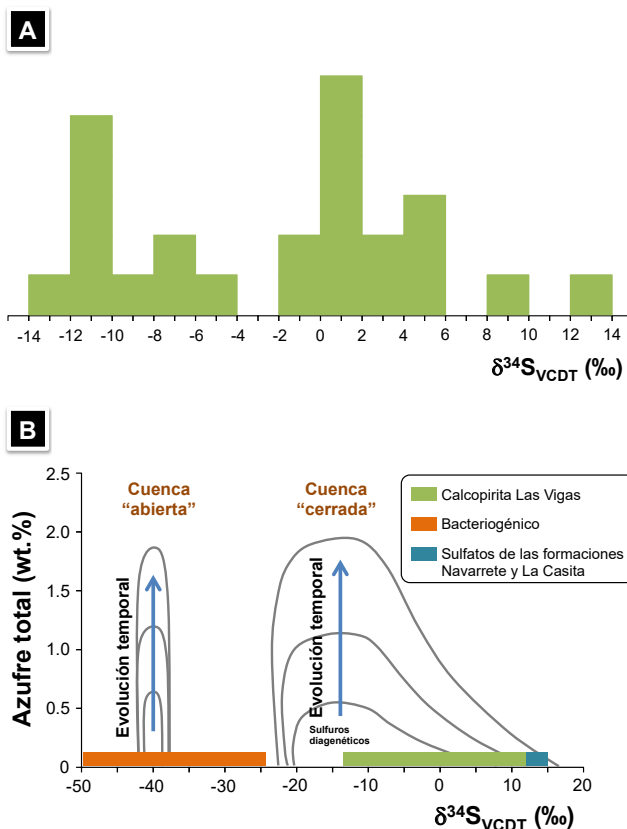 A
-14 -12 -10 -8 -6 -4 -2 0 2 4 6 8 10 12 14
δ³⁴S_VCDT (‰)
B
Cuenca
“abierta”
Cuenca
“cerrada”
Calcopirita Las Vigas
Bacteriogénico
Sulfatos de las formaciones
Navarrete y La Casita
Azufre total (wt.%)
2.5
2.0
1.5
1.0
0.5
0
Evolución temporal
Evolución temporal
Sulfuros
diagenéticos
-50 -40 -30 -20 -10 0 10 20
δ³⁴S_VCDT (‰)